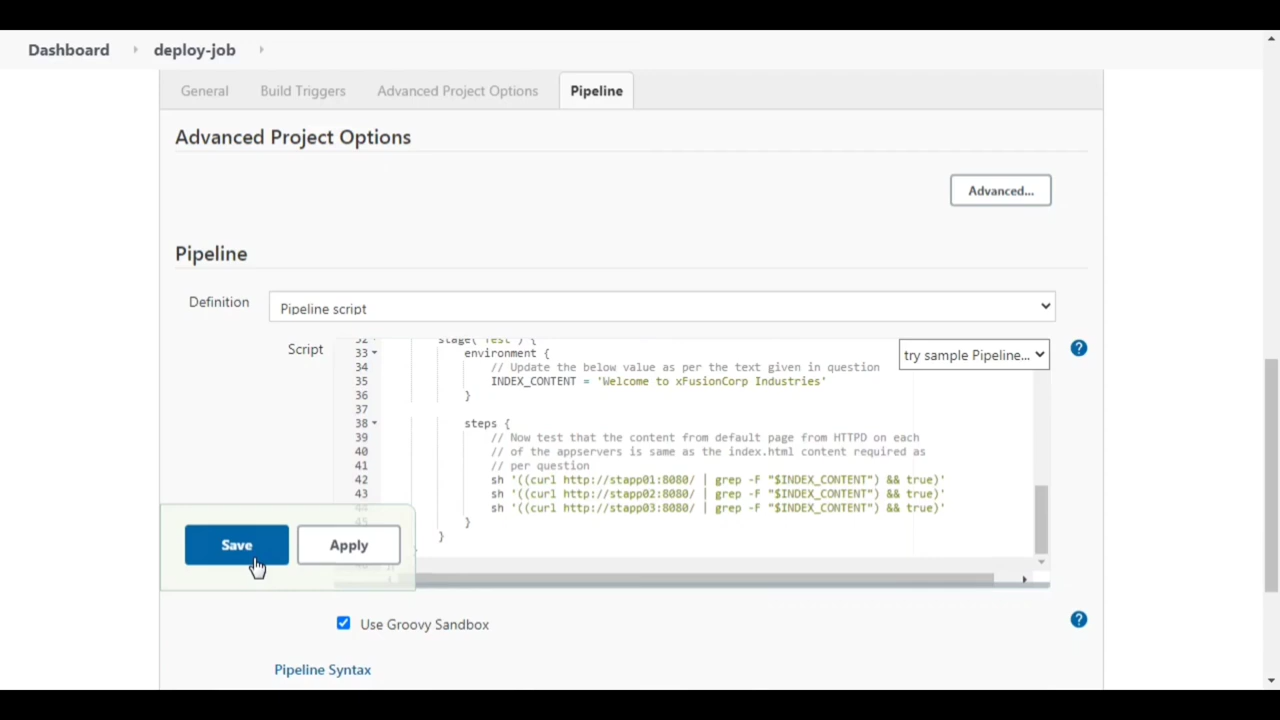 Dashboard
deploy-job
General
Build Triggers
Advanced Project Options
Pipeline
Advanced Project Options
Advanced...
Pipeline
Definition
Pipeline script
Script
try sample Pipeline...
32 stage('Test') {
33 environment {
34 // Update the below value as per the text given in question
35 INDEX_CONTENT = 'Welcome to xFusionCorp Industries'
36 }
37
38 steps {
39 // Now test that the content from default page from HTTPD on each
40 // of the appservers is same as the index.html content required as
41 // per question
42 sh '((curl http://stapp01:8080/ | grep -F "$INDEX_CONTENT") && true)'
43 sh '((curl http://stapp02:8080/ | grep -F "$INDEX_CONTENT") && true)'
44 sh '((curl http://stapp03:8080/ | grep -F "$INDEX_CONTENT") && true)'
45 }
}
Save
Apply
Use Groovy Sandbox
Pipeline Syntax